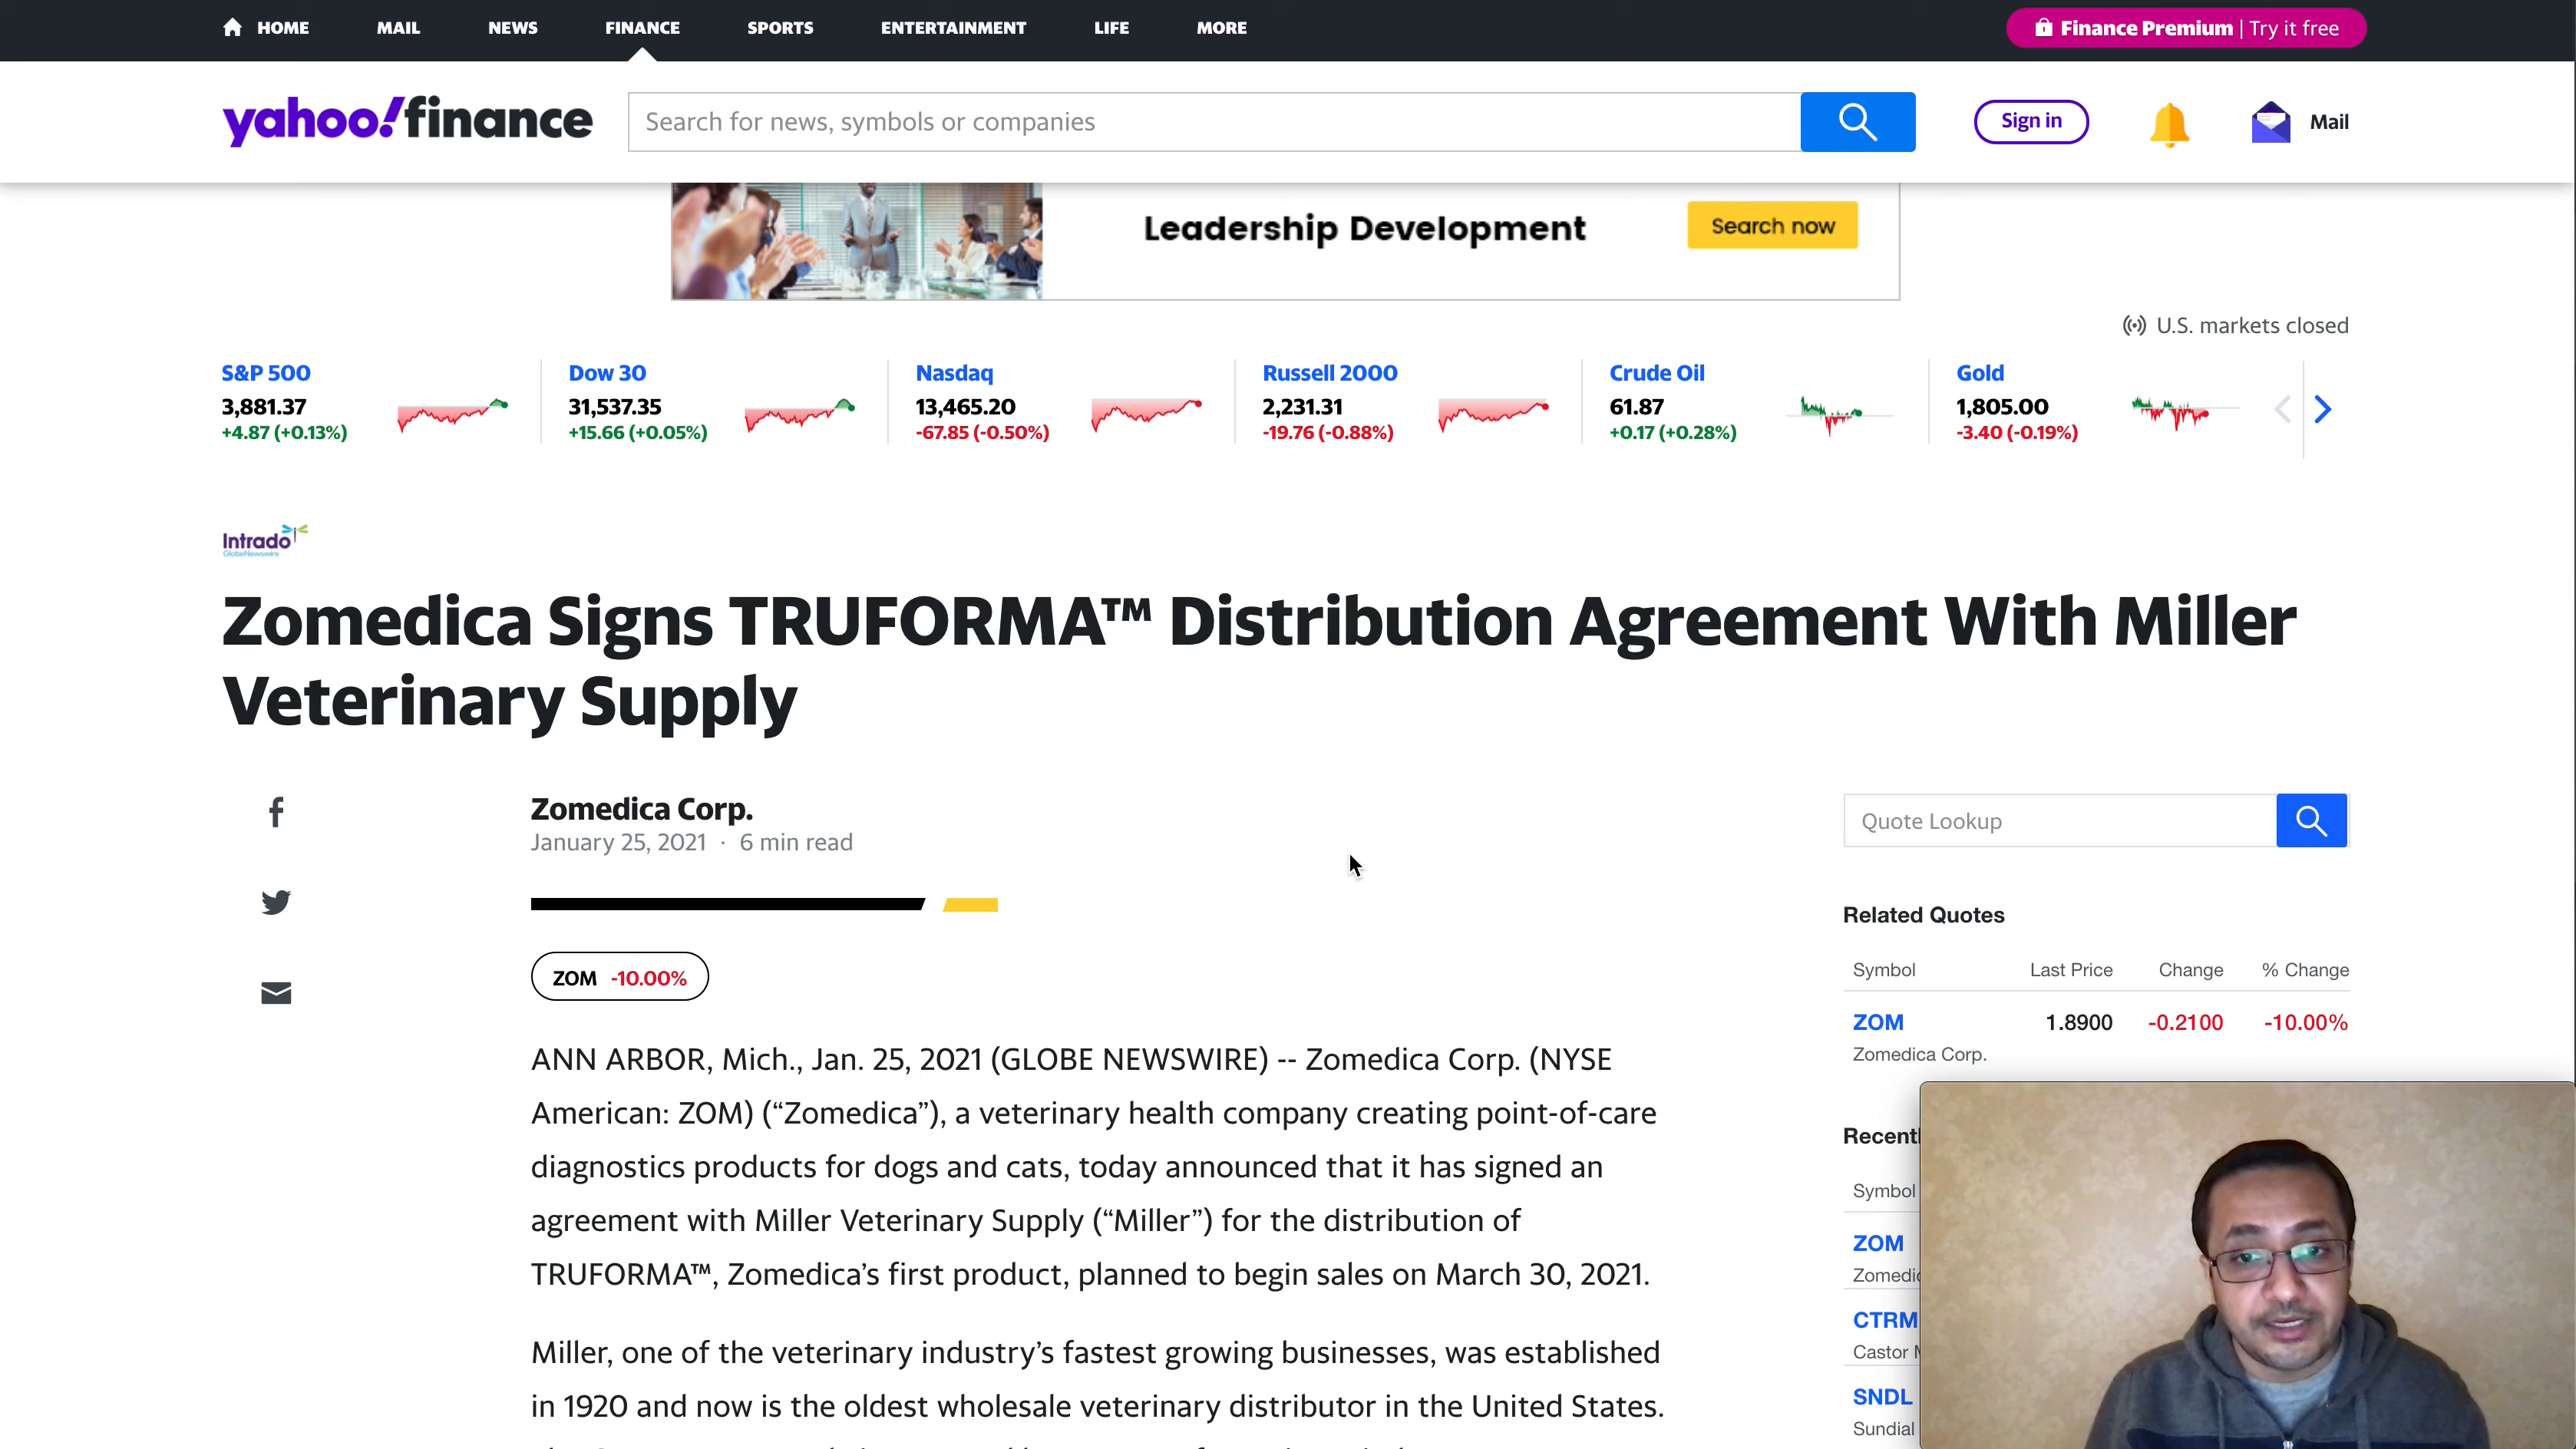 HOME MAIL NEWS FINANCE SPORTS ENTERTAINMENT LIFE MORE Finance Premium | Try it free
yahoo!finance Search for news, symbols or companies Sign in Mail
Leadership Development Search now
U.S. markets closed
S&P 500 Dow 30 Nasdaq Russell 2000 Crude Oil Gold
3,881.37 31,537.35 13,465.20 2,231.31 61.87 1,805.00
+4.87 (+0.13%) +15.66 (+0.05%) -67.85 (-0.50%) -19.76 (-0.88%) +0.17 (+0.28%) -3.40 (-0.19%)
Intrado
GlobeNewswire
Zomedica Signs TRUFORMA™ Distribution Agreement With Miller
Veterinary Supply
Zomedica Corp.
January 25, 2021 · 6 min read
ZOM -10.00%
ANN ARBOR, Mich., Jan. 25, 2021 (GLOBE NEWSWIRE) -- Zomedica Corp. (NYSE
American: ZOM) (“Zomedica”), a veterinary health company creating point-of-care
diagnostics products for dogs and cats, today announced that it has signed an
agreement with Miller Veterinary Supply (“Miller”) for the distribution of
TRUFORMA™, Zomedica’s first product, planned to begin sales on March 30, 2021.
Miller, one of the veterinary industry’s fastest growing businesses, was established
in 1920 and now is the oldest wholesale veterinary distributor in the United States.
Quote Lookup
Related Quotes
Symbol Last Price Change % Change
ZOM 1.8900 -0.2100 -10.00%
Zomedica Corp.
Symbol
ZOM
CTRM
Castor
SNDL
Sundial